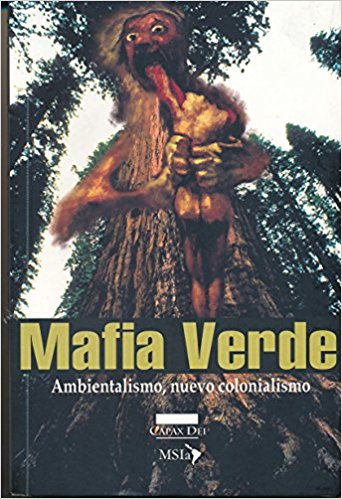 Mafia Verde
Ambientalismo, nuevo colonialismo
CAPAX DEI
MSIa